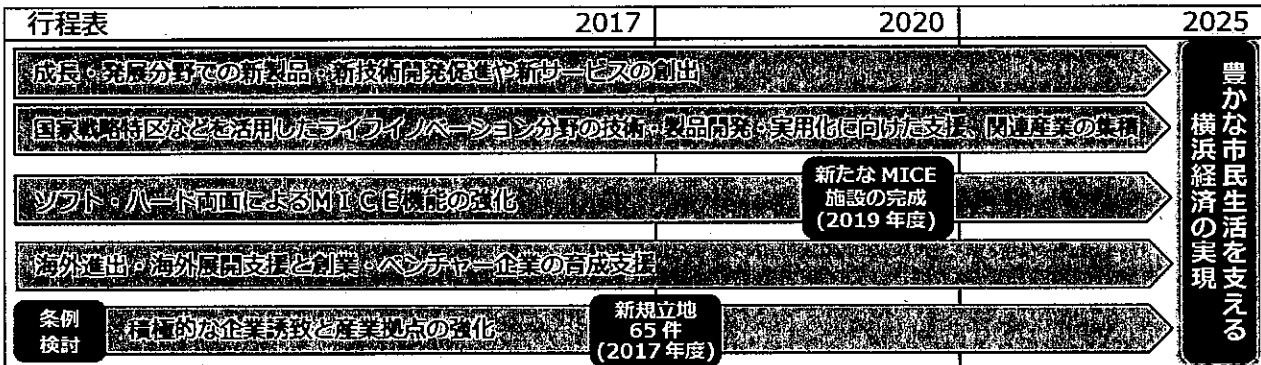 行程表 2017 2020 2025
成長・発展分野での新製品・新技術開発促進や新サービスの創出
国家戦略特区などを活用したライフイノベーション分野の技術・製品開発・実用化に向けた支援、関連産業の集積
ソフト・ハード両面によるMICE機能の強化
新たな MICE
施設の完成
(2019 年度)
海外進出・海外展開支援と創業・ベンチャー企業の育成支援
条例
検討
積極的な企業誘致と産業拠点の強化
新規立地
65 件
(2017 年度)
豊かな市民生活を支える
横浜経済の実現